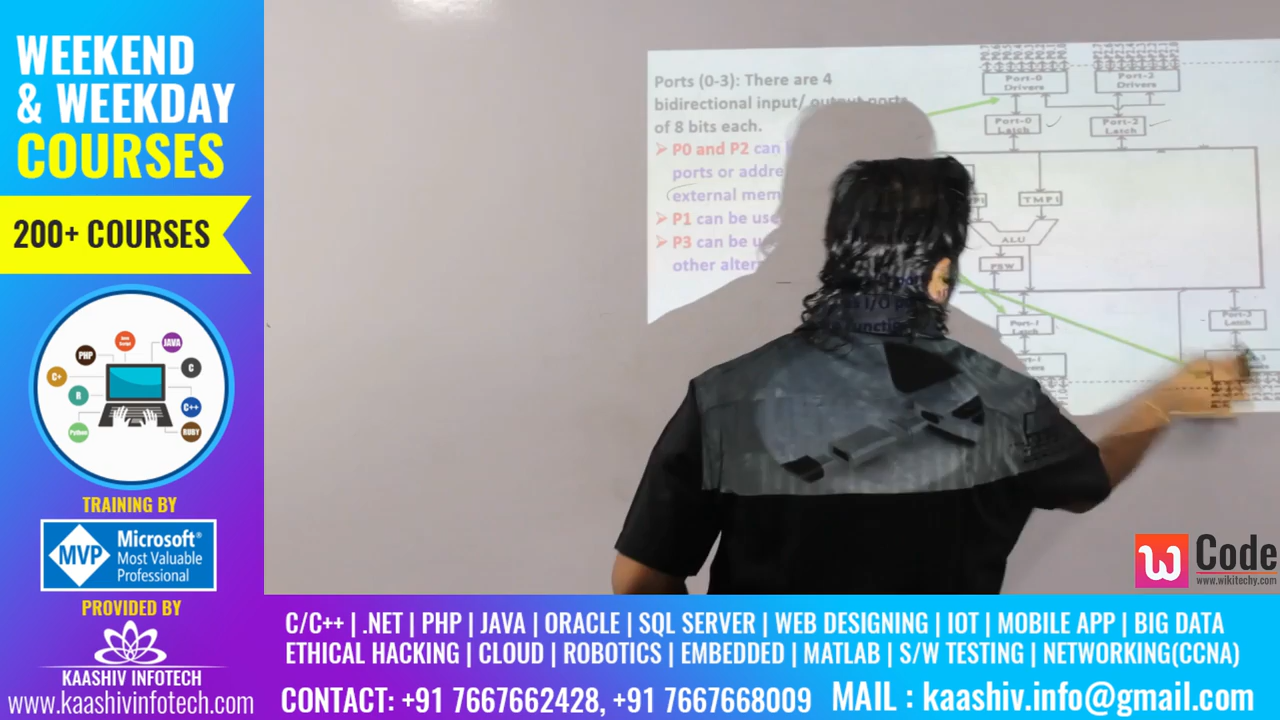 WEEKEND
& WEEKDAY
COURSES
200+ COURSES
PHP
Java Script
JAVA
C+
C
R
C++
Python
RUBY
TRAINING BY
MVP
Microsoft®
Most Valuable
Professional
PROVIDED BY
KAASHIV INFOTECH
www.kaashivinfotech.com
Ports (0-3): There are 4
bidirectional input/ output ports
of 8 bits each.
➢ P0 and P2 can
ports or addre
external mem
➢ P1 can be use
➢ P3 can be u
other alter
I/O
functi
Port-0
Drivers
Port-2
Drivers
Port-0
Latch
Port-2
Latch
TMP1
ALU
PSW
Port-1
Latch
Port-3
Latch
W Code
www.wikitechy.com
C/C++ | .NET | PHP | JAVA | ORACLE | SQL SERVER | WEB DESIGNING | IOT | MOBILE APP | BIG DATA
ETHICAL HACKING | CLOUD | ROBOTICS | EMBEDDED | MATLAB | S/W TESTING | NETWORKING(CCNA)
CONTACT: +91 7667662428, +91 7667668009 MAIL : kaashiv.info@gmail.com